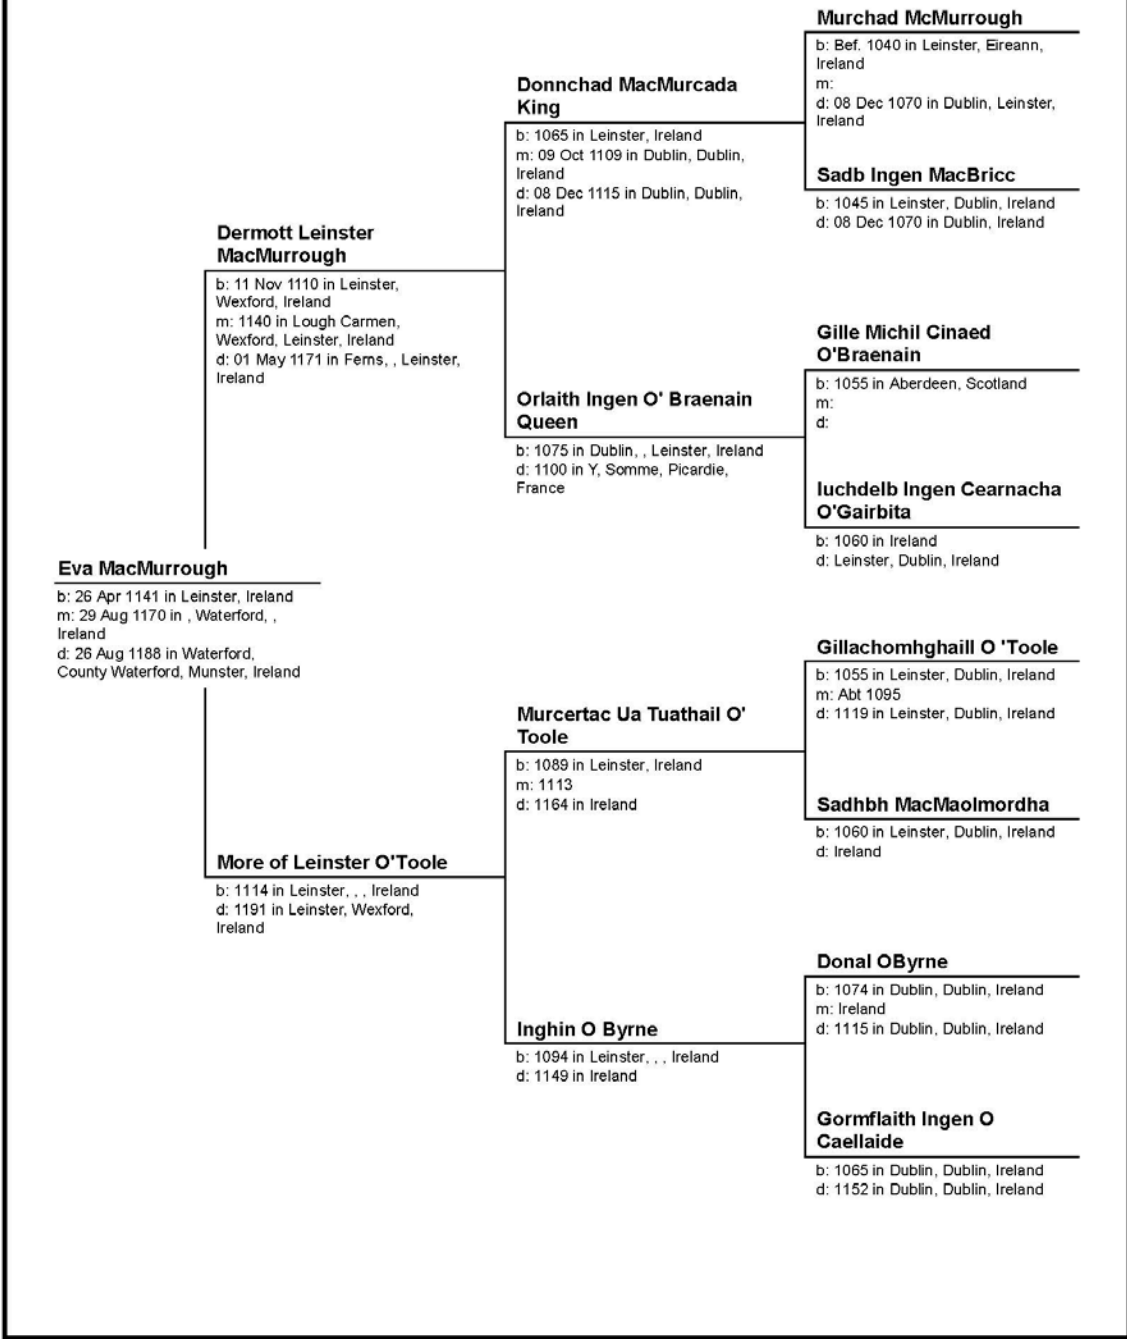 Murchad McMurrough
b: Bef. 1040 in Leinster, Eireann,
Ireland
m:
d: 08 Dec 1070 in Dublin, Leinster,
Ireland
Donnchad MacMurcada
King
b: 1065 in Leinster, Ireland
m: 09 Oct 1109 in Dublin, Dublin,
Ireland
d: 08 Dec 1115 in Dublin, Dublin,
Ireland
Sadb Ingen MacBricc
b: 1045 in Leinster, Dublin, Ireland
d: 08 Dec 1070 in Dublin, Ireland
Dermott Leinster
MacMurrough
b: 11 Nov 1110 in Leinster,
Wexford, Ireland
m: 1140 in Lough Carmen,
Wexford, Leinster, Ireland
d: 01 May 1171 in Ferns, , Leinster,
Ireland
Gille Michil Cinaed
O'Braenain
b: 1055 in Aberdeen, Scotland
m:
d:
Orlaith Ingen O' Braenain
Queen
b: 1075 in Dublin, , Leinster, Ireland
d: 1100 in Y, Somme, Picardie,
France
Iuchdelb Ingen Cearnacha
O'Gairbita
b: 1060 in Ireland
d: Leinster, Dublin, Ireland
Eva MacMurrough
b: 26 Apr 1141 in Leinster, Ireland
m: 29 Aug 1170 in , Waterford, ,
Ireland
d: 26 Aug 1188 in Waterford,
County Waterford, Munster, Ireland
Gillachomhghaill O 'Toole
b: 1055 in Leinster, Dublin, Ireland
m: Abt 1095
d: 1119 in Leinster, Dublin, Ireland
Murcertac Ua Tuathail O'
Toole
b: 1089 in Leinster, Ireland
m: 1113
d: 1164 in Ireland
Sadhbh MacMaolmordha
b: 1060 in Leinster, Dublin, Ireland
d: Ireland
More of Leinster O'Toole
b: 1114 in Leinster, , , Ireland
d: 1191 in Leinster, Wexford,
Ireland
Donal OByrne
b: 1074 in Dublin, Dublin, Ireland
m: Ireland
d: 1115 in Dublin, Dublin, Ireland
Inghin O Byrne
b: 1094 in Leinster, , , Ireland
d: 1149 in Ireland
Gormflaith Ingen O
Caellaide
b: 1065 in Dublin, Dublin, Ireland
d: 1152 in Dublin, Dublin, Ireland